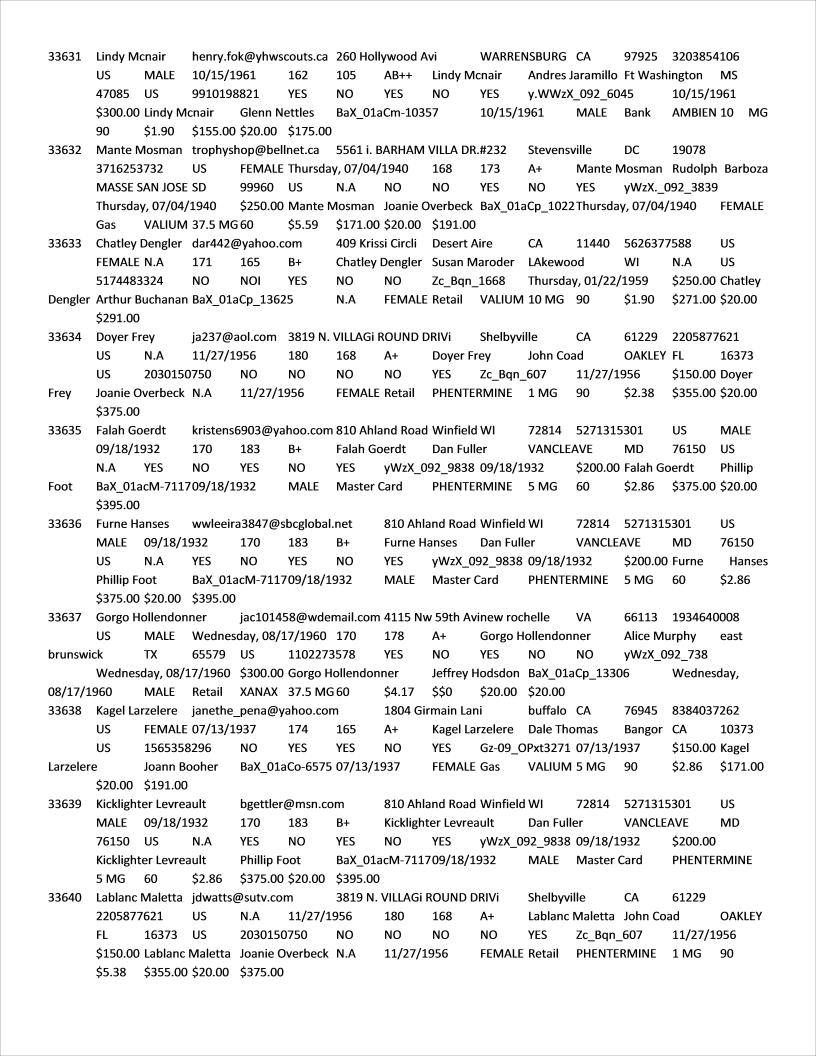 33631 Lindy Mcnair henry.fok@yhwscouts.ca 260 Hollywood Avi WARRENSBURG CA 97925 3203854106
US MALE 10/15/1961 162 105 AB++ Lindy Mcnair Andres Jaramillo Ft Washington MS
47085 US 9910198821 YES NO NO YES y.WWzX_092_6045 10/15/1961
$300.00 Lindy Mcnair Glenn Nettles BaX_01aCm-10357 10/15/1961 MALE Bank AMBIEN 10 MG
90 $1.90 $155.00 $20.00 $175.00
33632 Mante Mosman trophyshop@bellnet.ca 5561 i. BARHAM VILLA DR.#232 Stevensville DC 19078
3716253732 US FEMALE Thursday, 07/04/1940 168 173 A+ Mante Mosman Rudolph Barboza
MASSE SAN JOSE SD 99960 US N.A NO NO YES NO YES yWzX._092_3839
Thursday, 07/04/1940 $250.00 Mante Mosman Joanie Overbeck BaX_01aCp_1022 Thursday, 07/04/1940 FEMALE
Gas VALIUM 37.5 MG 60 $5.59 $171.00 $20.00 $191.00
33633 Chatley Dengler dar442@yahoo.com 409 Krissi Circli Desert Aire CA 11440 5626377588 US
FEMALE N.A 171 165 B+ Chatley Dengler Susan Maroder LAkewood WI N.A US
5174483324 NO NOI YES NO NO Zc_Bqn_1668 Thursday, 01/22/1959 $250.00 Chatley
Dengler Arthur Buchanan BaX_01aCp_13625 N.A FEMALE Retail VALIUM 10 MG 90 $1.90 $271.00 $20.00
$291.00
33634 Doyer Frey ja237@aol.com 3819 N. VILLAGi ROUND DRIVi Shelbyville CA 61229 2205877621
US N.A 11/27/1956 180 168 A+ Doyer Frey John Coad OAKLEY FL 16373
US 2030150750 NO NO NO NO YES Zc_Bqn_607 11/27/1956 $150.00 Doyer
Frey Joanie Overbeck N.A 11/27/1956 FEMALE Retail PHENTERMINE 1 MG 90 $2.38 $355.00 $20.00
$375.00
33635 Falah Goerdt kristens6903@yahoo.com 810 Ahland Road Winfield WI 72814 5271315301 US MALE
09/18/1932 170 183 B+ Falah Goerdt Dan Fuller VANCLEAVE MD 76150 US
N.A YES NO YES NO YES yWzX_092_9838 09/18/1932 $200.00 Falah Goerdt Phillip
Foot BaX_01acM-7117 09/18/1932 MALE Master Card PHENTERMINE 5 MG 60 $2.86 $375.00 $20.00
$395.00
33636 Furne Hanses wwleeira3847@sbcglobal.net 810 Ahland Road Winfield WI 72814 5271315301 US
MALE 09/18/1932 170 183 B+ Furne Hanses Dan Fuller VANCLEAVE MD 76150
US N.A YES NO YES NO YES yWzX_092_9838 09/18/1932 $200.00 Furne Hanses
Phillip Foot BaX_01acM-7117 09/18/1932 MALE Master Card PHENTERMINE 5 MG 60 $2.86
$375.00 $20.00 $395.00
33637 Gorgo Hollendonner jac101458@wdemail.com 4115 Nw 59th Avinew rochelle VA 66113 1934640008
US MALE Wednesday, 08/17/1960 170 178 A+ Gorgo Hollendonner Alice Murphy east
brunswick TX 65579 US 1102273578 YES NO YES NO NO yWzX_092_738
Wednesday, 08/17/1960 $300.00 Gorgo Hollendonner Jeffrey Hodsdon BaX_01aCp_13306 Wednesday,
08/17/1960 MALE Retail XANAX 37.5 MG 60 $4.17 $$0 $20.00 $20.00
33638 Kagel Larzelere janethe_pena@yahoo.com 1804 Girmain Lani buffalo CA 76945 8384037262
US FEMALE 07/13/1937 174 165 A+ Kagel Larzelere Dale Thomas Bangor CA 10373
US 1565358296 NO YES YES NO YES Gz-09_OPxt3271 07/13/1937 $150.00 Kagel
Larzelere Joann Booher BaX_01aCo-6575 07/13/1937 FEMALE Gas VALIUM 5 MG 90 $2.86 $171.00
$20.00 $191.00
33639 Kicklighter Levreault bgettler@msn.com 810 Ahland Road Winfield WI 72814 5271315301 US
MALE 09/18/1932 170 183 B+ Kicklighter Levreault Dan Fuller VANCLEAVE MD
76150 US N.A YES NO YES NO YES yWzX_092_9838 09/18/1932 $200.00
Kicklighter Levreault Phillip Foot BaX_01acM-7117 09/18/1932 MALE Master Card PHENTERMINE
5 MG 60 $2.86 $375.00 $20.00 $395.00
33640 Lablanc Maletta jdwatts@sutv.com 3819 N. VILLAGi ROUND DRIVi Shelbyville CA 61229
2205877621 US N.A 11/27/1956 180 168 A+ Lablanc Maletta John Coad OAKLEY
FL 16373 US 2030150750 NO NO NO NO YES Zc_Bqn_607 11/27/1956
$150.00 Lablanc Maletta Joanie Overbeck N.A 11/27/1956 FEMALE Retail PHENTERMINE 1 MG 90
$5.38 $355.00 $20.00 $375.00